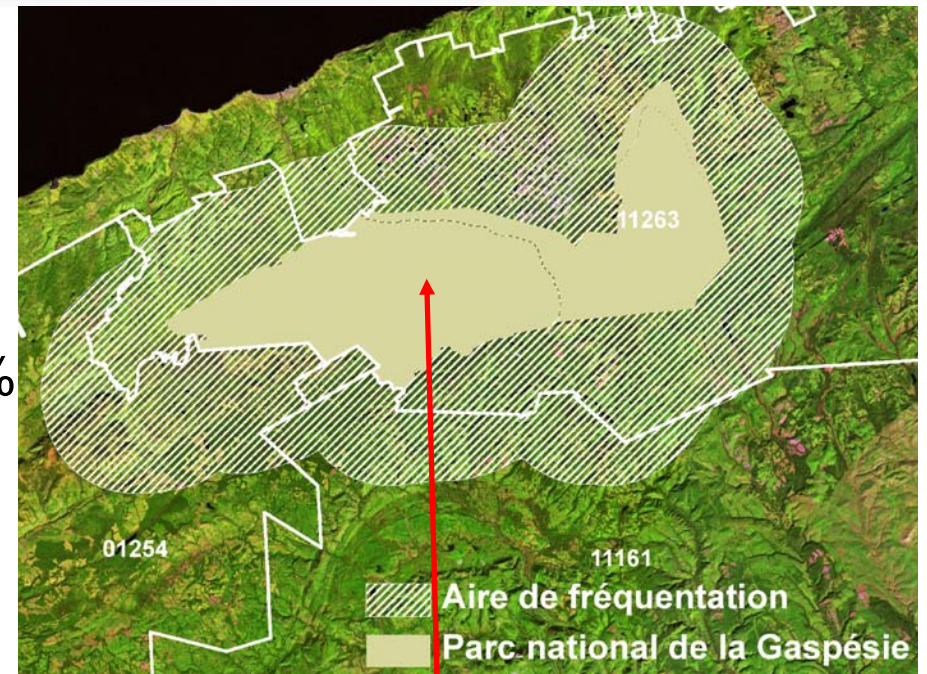 11263
%
01254
11161
Aire de fréquentation
Parc national de la Gaspésie